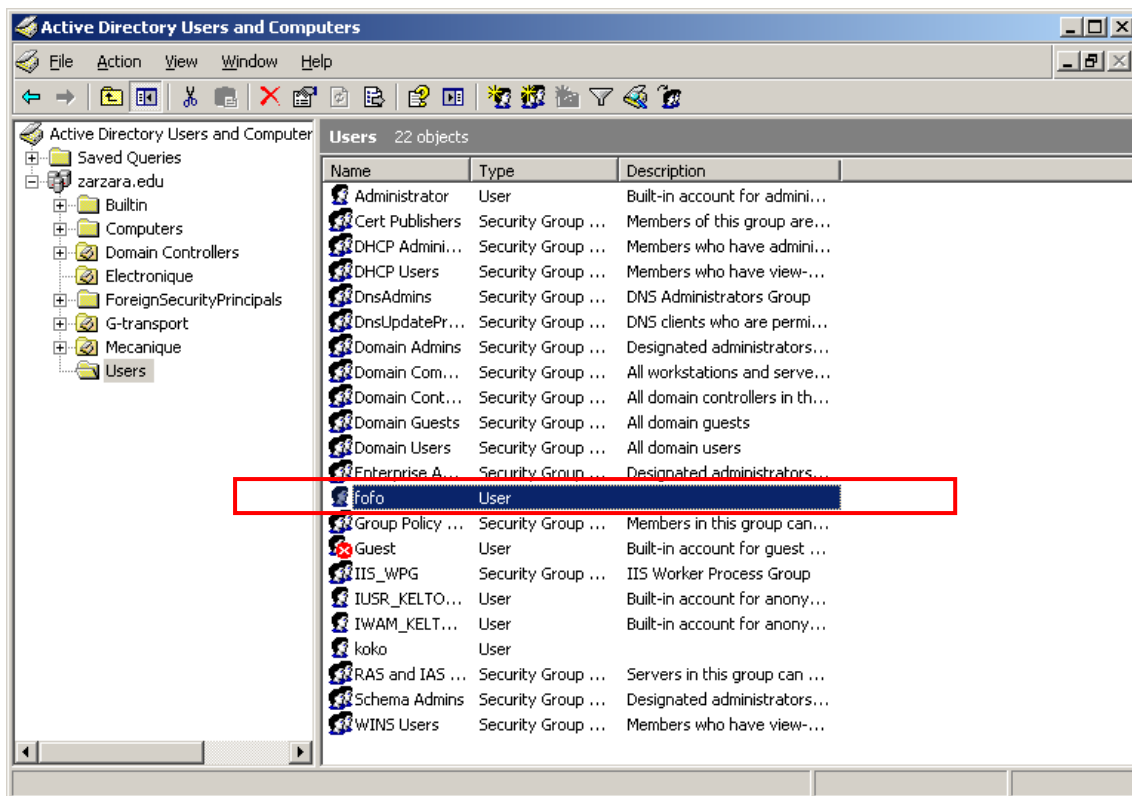 Active Directory Users and Computers
File Action View Window Help
Active Directory Users and Computer
Saved Queries
zarzara.edu
Builtin
Computers
Domain Controllers
Electronique
ForeignSecurityPrincipals
G-transport
Mecanique
Users
Users 22 objects
Name Type Description
Administrator User Built-in account for admini...
Cert Publishers Security Group ... Members of this group are...
DHCP Admini... Security Group ... Members who have admini...
DHCP Users Security Group ... Members who have view-...
DnsAdmins Security Group ... DNS Administrators Group
DnsUpdatePr... Security Group ... DNS clients who are permi...
Domain Admins Security Group ... Designated administrators...
Domain Com... Security Group ... All workstations and serve...
Domain Cont... Security Group ... All domain controllers in th...
Domain Guests Security Group ... All domain guests
Domain Users Security Group ... All domain users
Enterprise A... Security Group ... Designated administrators...
fofo User
Group Policy ... Security Group ... Members in this group can...
Guest User Built-in account for guest ...
IIS_WPG Security Group ... IIS Worker Process Group
IUSR_KELTO... User Built-in account for anony...
IWAM_KELT... User Built-in account for anony...
koko User
RAS and IAS ... Security Group ... Servers in this group can ...
Schema Admins Security Group ... Designated administrators...
WINS Users Security Group ... Members who have view-...